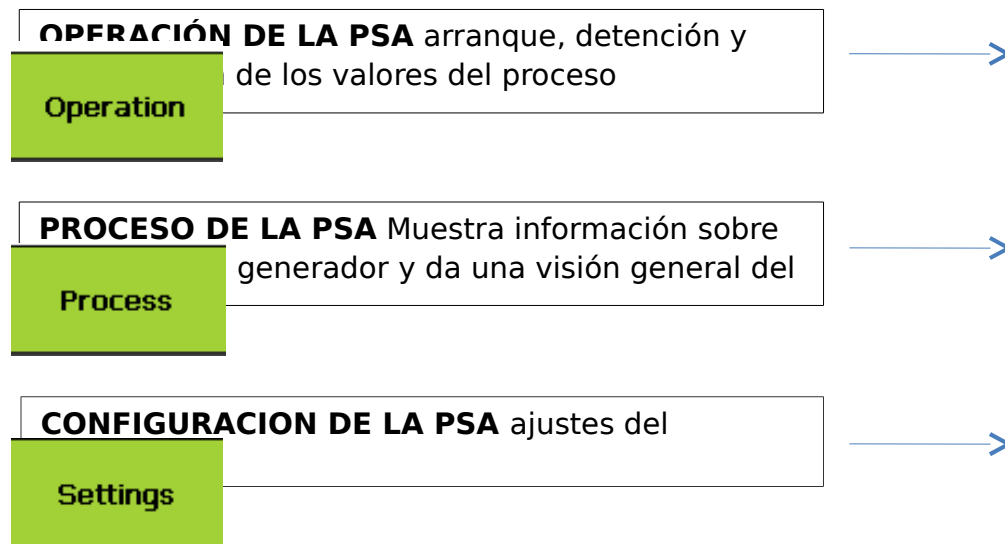 OPERACIÓN DE LA PSA arranque, detención y
de los valores del proceso
Operation
PROCESO DE LA PSA Muestra información sobre
generador y da una visión general del
Process
CONFIGURACION DE LA PSA ajustes del
Settings